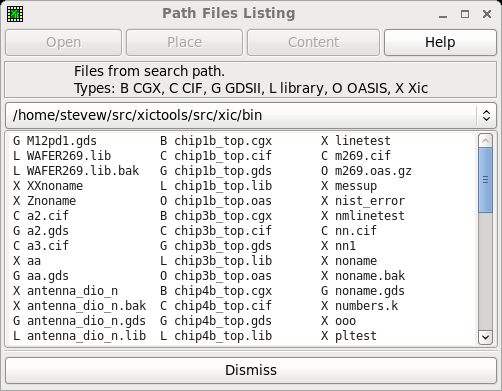 Path Files Listing
Open Place Content Help
Files from search path.
Types: B CGX, C CIF, G GDSII, L library, O OASIS, X Xic
/home/stevew/src/xictools/src/xic/bin
G M12pd1.gds B chip1b_top.cgx X linetest
L WAFER269.lib C chip1b_top.cif C m269.cif
L WAFER269.lib.bak G chip1b_top.gds O m269.oas.gz
X XXnoname L chip1b_top.lib X messup
X Znoname O chip1b_top.oas X nist_error
C a2.cif B chip3b_top.cgx X nmlinetest
G a2.gds C chip3b_top.cif C nn.cif
C a3.cif G chip3b_top.gds X nn1
X aa L chip3b_top.lib X noname
G aa.gds O chip3b_top.oas X noname.bak
X antenna_dio_n B chip4b_top.cgx G noname.gds
X antenna_dio_n.bak C chip4b_top.cif X numbers.k
G antenna_dio_n.gds G chip4b_top.gds X ooo
L antenna_dio_n.lib L chip4b_top.lib X pltest
Dismiss